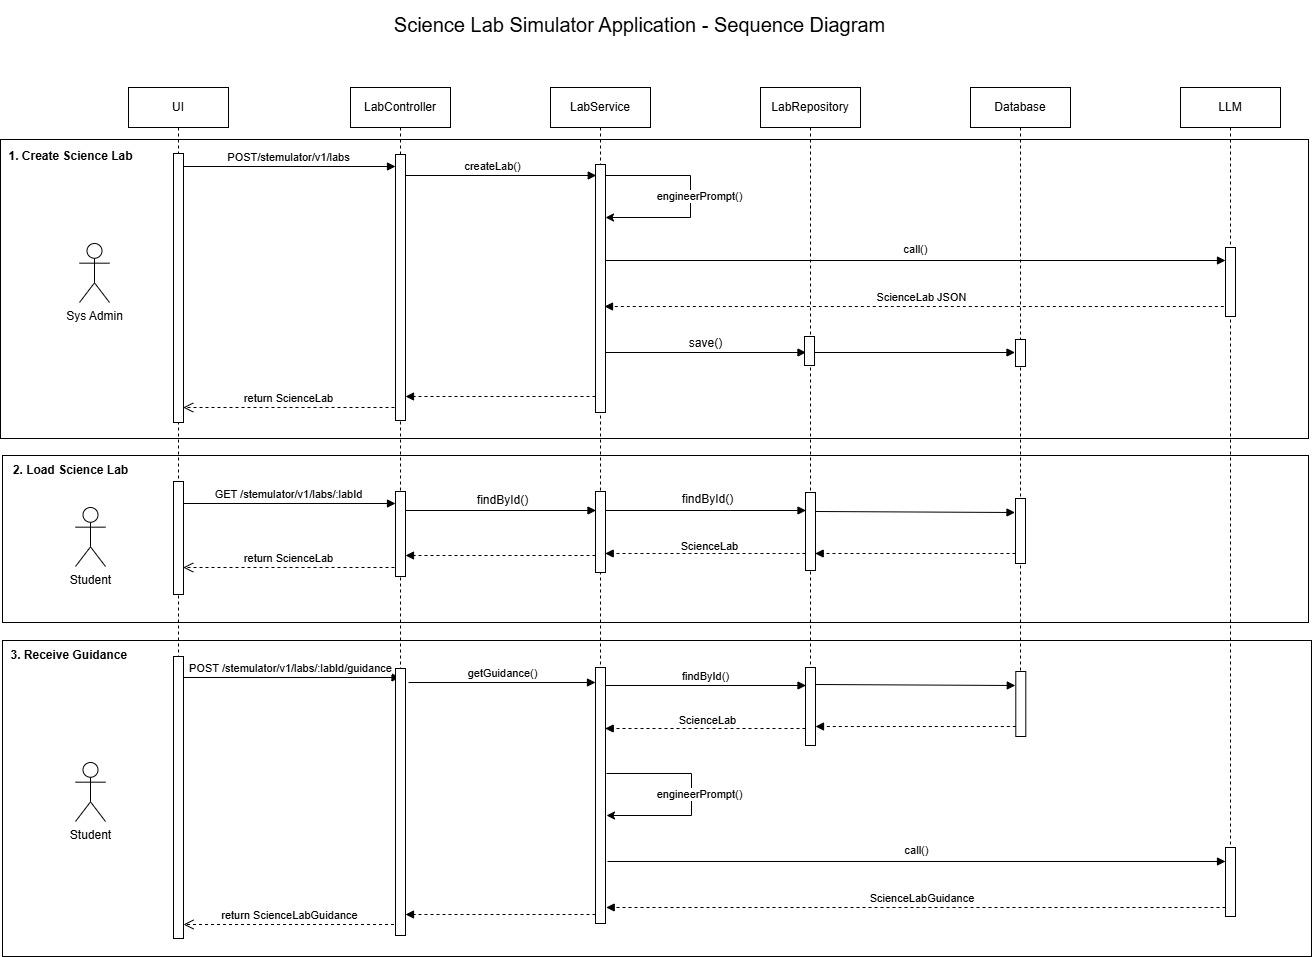 Science Lab Simulator Application - Sequence Diagram
UI
LabController
LabService
LabRepository
Database
LLM
1. Create Science Lab
POST/stemulator/v1/labs
createLab()
engineerPrompt()
call()
ScienceLab JSON
Sys Admin
save()
return ScienceLab
2. Load Science Lab
GET /stemulator/v1/labs/:labId
findById()
findById()
ScienceLab
return ScienceLab
Student
3. Receive Guidance
POST /stemulator/v1/labs/:labId/guidance
getGuidance()
findById()
ScienceLab
engineerPrompt()
Student
call()
ScienceLabGuidance
return ScienceLabGuidance